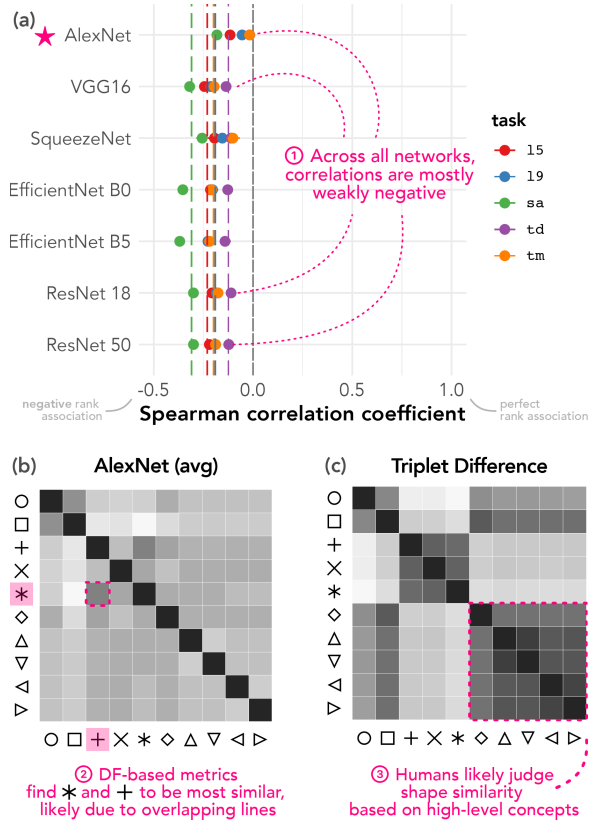 (a)
AlexNet
VGG16
SqueezeNet
EfficientNet B0
EfficientNet B5
ResNet 18
ResNet 50
① Across all networks,
correlations are mostly
weakly negative
task
l5
l9
sa
td
tm
-0.5
0.0
0.5
1.0
negative rank
association
Spearman correlation coefficient
perfect
rank association
(b)
AlexNet (avg)
② DF-based metrics
find * and + to be most similar,
likely due to overlapping lines
(c)
Triplet Difference
③ Humans likely judge
shape similarity
based on high-level concepts